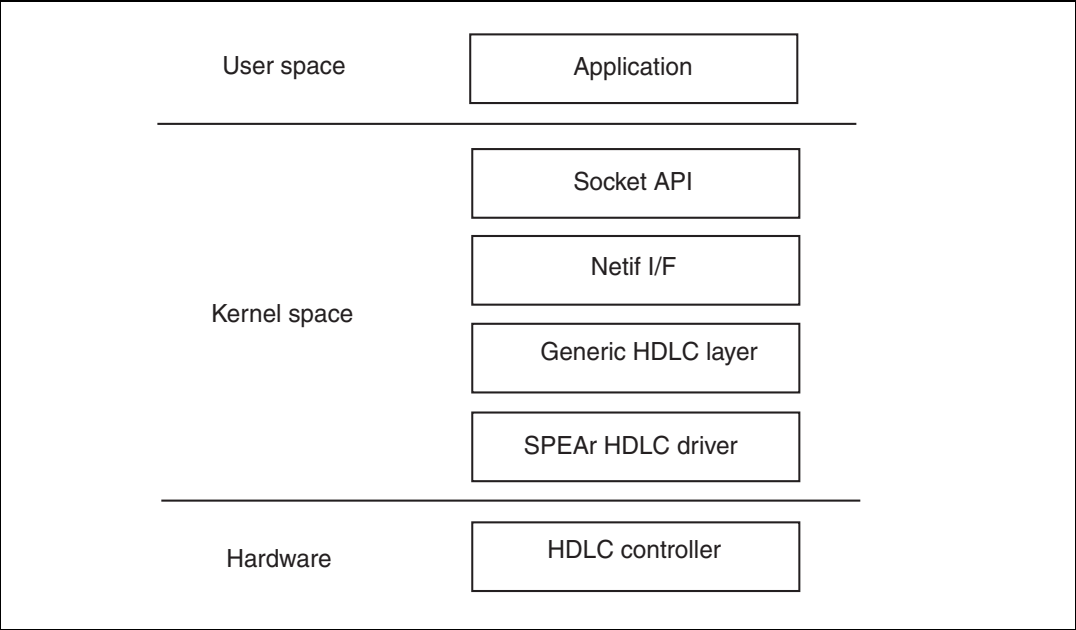 User space
Application
Socket API
Netif I/F
Kernel space
Generic HDLC layer
SPEAr HDLC driver
Hardware
HDLC controller